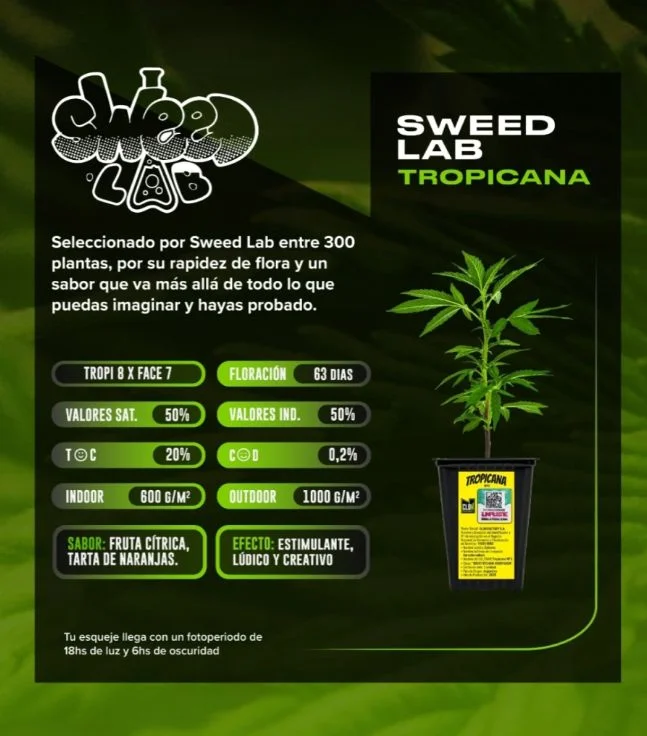 Sweed
LAB
SWEED
LAB
TROPICANA
Seleccionado por Sweed Lab entre 300
plantas, por su rapidez de flora y un
sabor que va más allá de todo lo que
puedas imaginar y hayas probado.
TROPI 8 X FACE 7
FLORACIÓN 63 DIAS
VALORES SAT. 50%
VALORES IND. 50%
T☺C 20%
C☺D 0,2%
INDOOR 600 G/M²
OUTDOOR 1000 G/M²
SABOR: FRUTA CÍTRICA,
TARTA DE NARANJAS.
EFECTO: ESTIMULANTE,
LÚDICO Y CREATIVO
TROPICANA
Tu esqueje llega con un fotoperiodo de
18hs de luz y 6hs de oscuridad